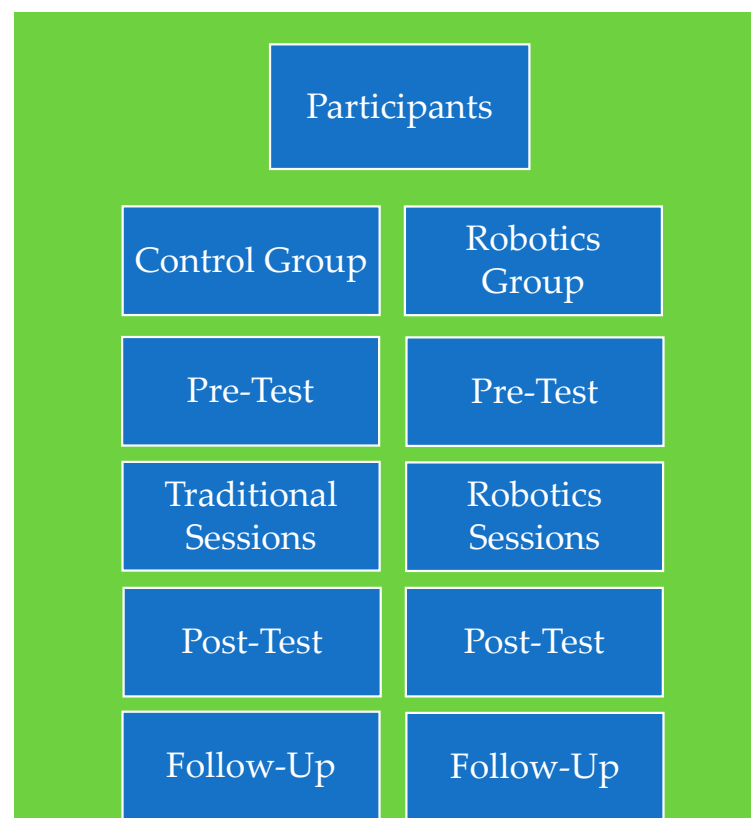 Participants
Control Group
Robotics
Group
Pre-Test
Pre-Test
Traditional
Sessions
Robotics
Sessions
Post-Test
Post-Test
Follow-Up
Follow-Up